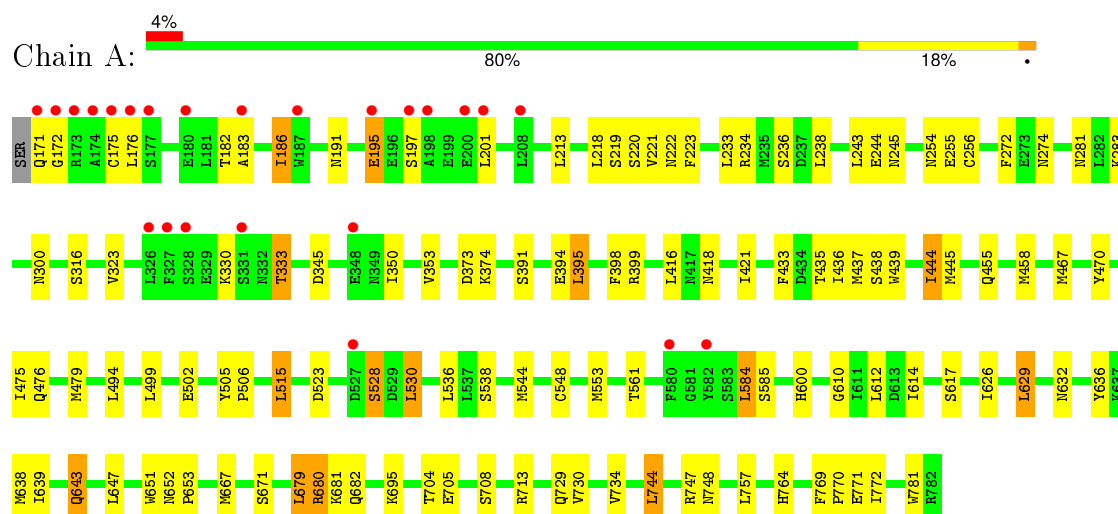 4%
Chain A:
80% 18% •
SER Q171 G172 R173 A174 C175 L176 S177 E180 L181 T182 A183 I186 W187 N191 E195 E196 S197 A198 E199 E200 L201 L208 L213 L218 S219 S220 V221 N222 F223 L233 R234 M235 S236 D237 L238 L243 E244 N245 N254 E255 C256 F272 E273 N274 N281 L282 K283
N300 S316 V323 L326 F327 S328 E329 K330 S331 N332 T333 D345 E348 N349 I350 V353 D373 K374 S391 E394 L395 F398 R399 L416 N417 N418 I421 F433 D434 T435 I436 M437 S438 W439 I444 M445 Q455 M458 M467 Y470
I475 Q476 M479 L494 L499 E502 Y505 P506 L515 D523 D527 S528 D529 L530 L536 L537 S538 M544 C548 M553 T561 F580 G581 Y582 S583 L584 S585 H600 G610 I611 L612 D613 I614 S617 I626 L629 N632 Y636 K637
M638 I639 Q643 L647 W651 N652 P653 M667 S671 L679 R680 K681 Q682 K695 T704 E705 S708 R713 Q729 V730 V734 L744 R747 N748 L757 H764 F769 P770 E771 I772 W781 R782